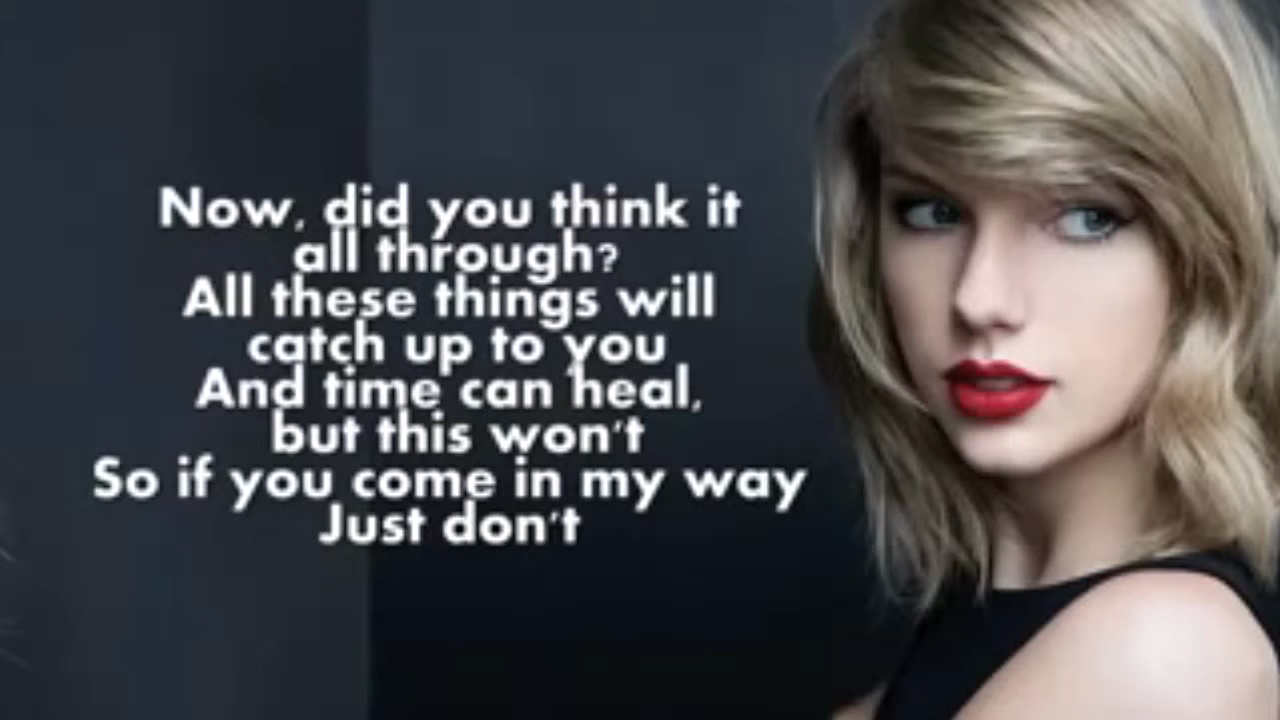 Now, did you think it
all through?
All these things will
catch up to you
And time can heal,
but this won't
So if you come in my way
Just don't